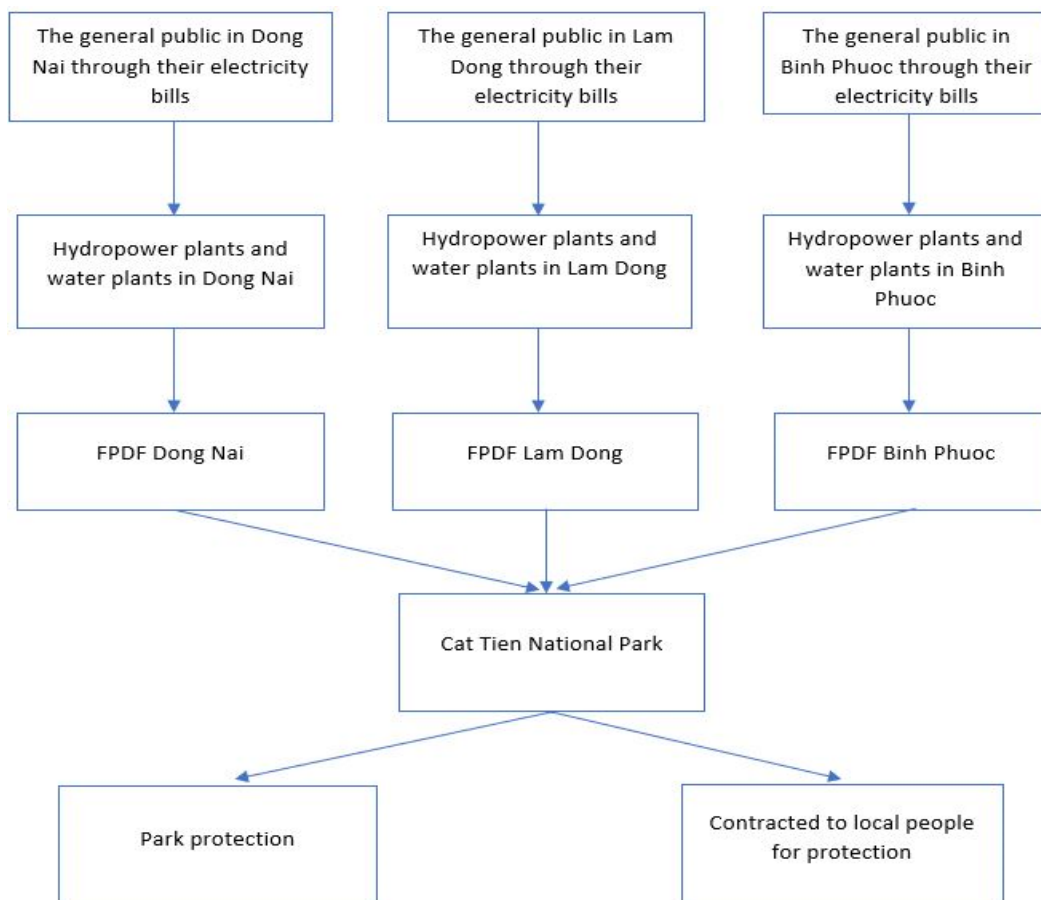 The general public in Dong
Nai through their electricity
bills
The general public in Lam
Dong through their
electricity bills
The general public in
Binh Phuoc through their
electricity bills
Hydropower plants and
water plants in Dong Nai
Hydropower plants and
water plants in Lam Dong
Hydropower plants and
water plants in Binh
Phuoc
FPDF Dong Nai
FPDF Lam Dong
FPDF Binh Phuoc
Cat Tien National Park
Park protection
Contracted to local people
for protection